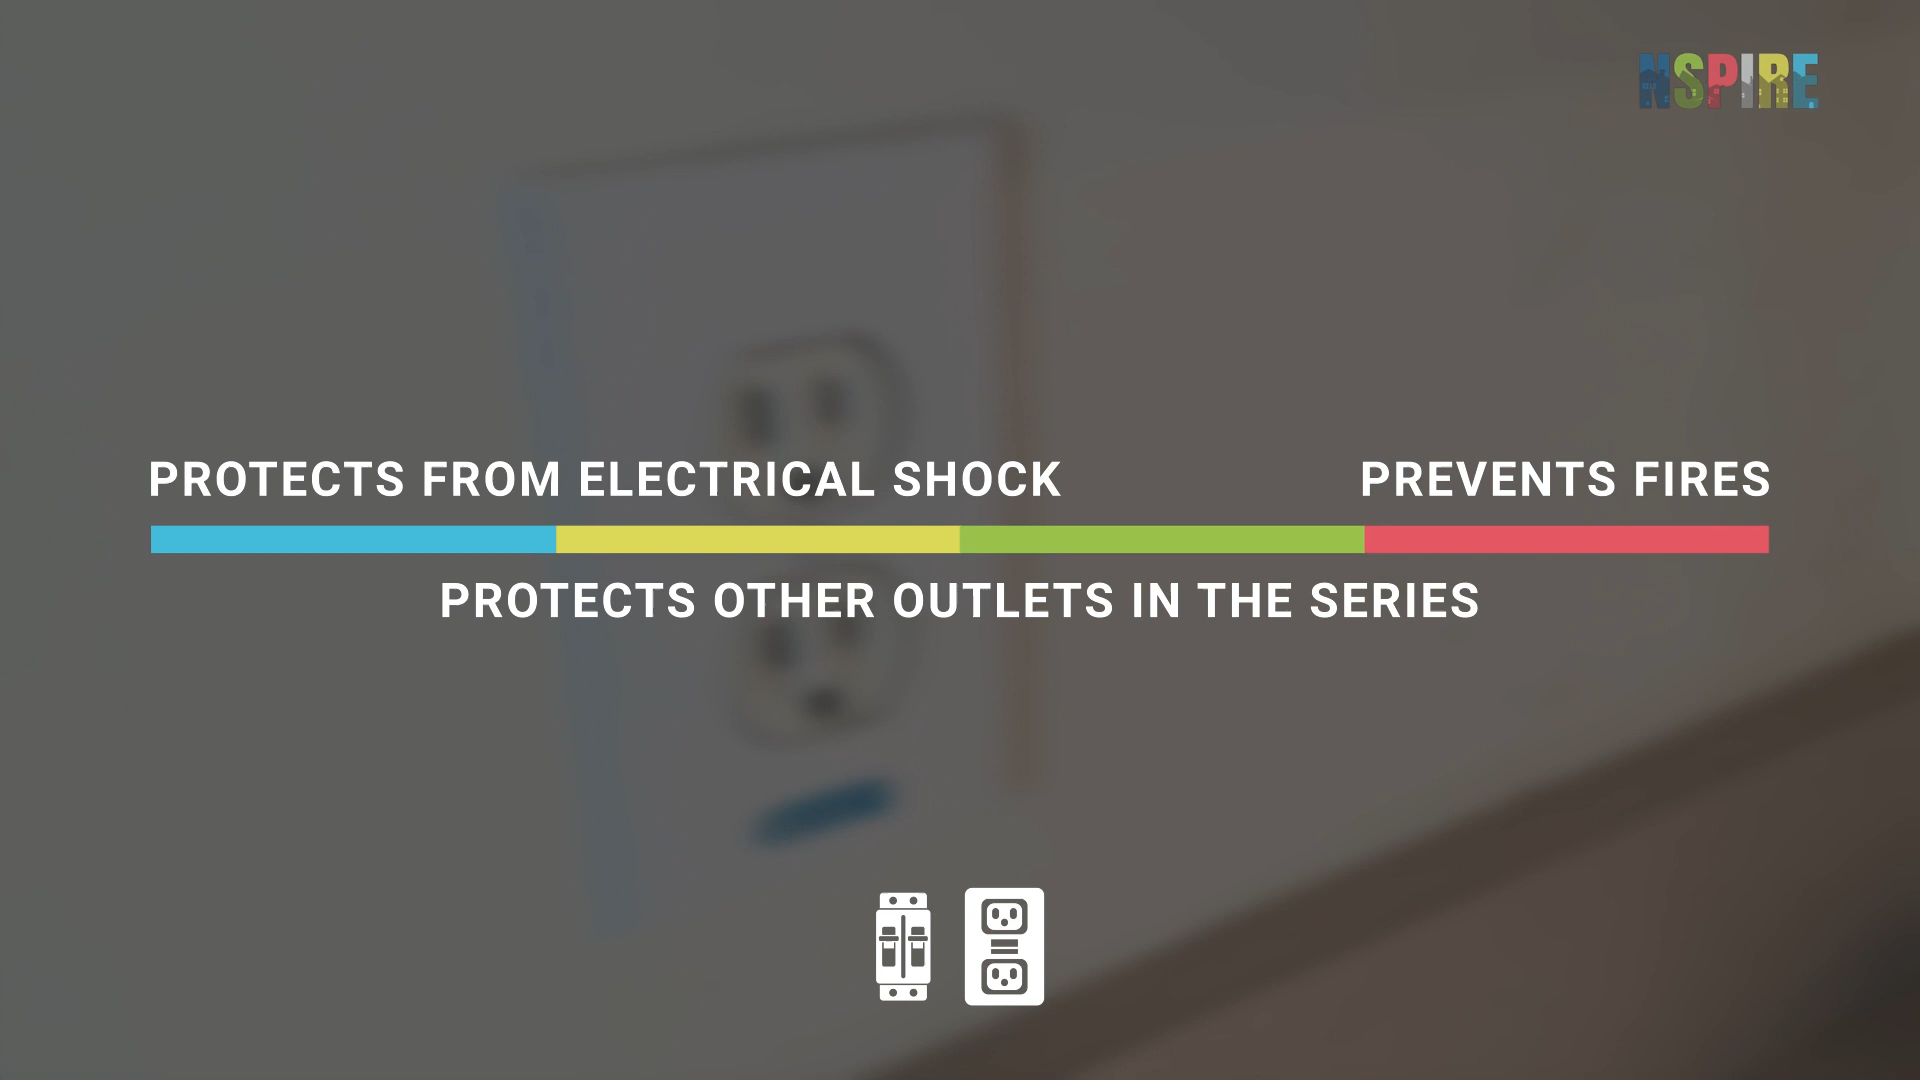 NSPIRE
PROTECTS FROM ELECTRICAL SHOCK
PREVENTS FIRES
PROTECTS OTHER OUTLETS IN THE SERIES